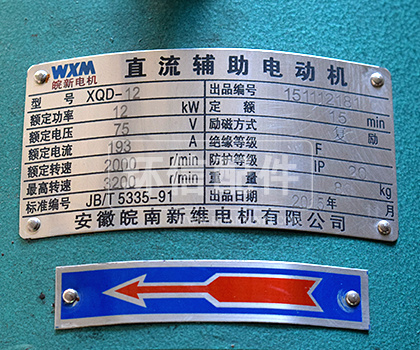 WXM
皖新电机
直流辅助电动机
型 号 XQD-12 出品编号 151112181
额定功率 12 kW 定 额 15 min
额定电压 75 V 励磁方式 励
额定电流 193 A 绝缘等级 F
额定转速 2000 r/min 防护等级 IP 20
最高转速 3200 r/min 重 量 kg
标准编号 JB/T 5335-91 出品日期 月
安徽皖南新维电机有限公司